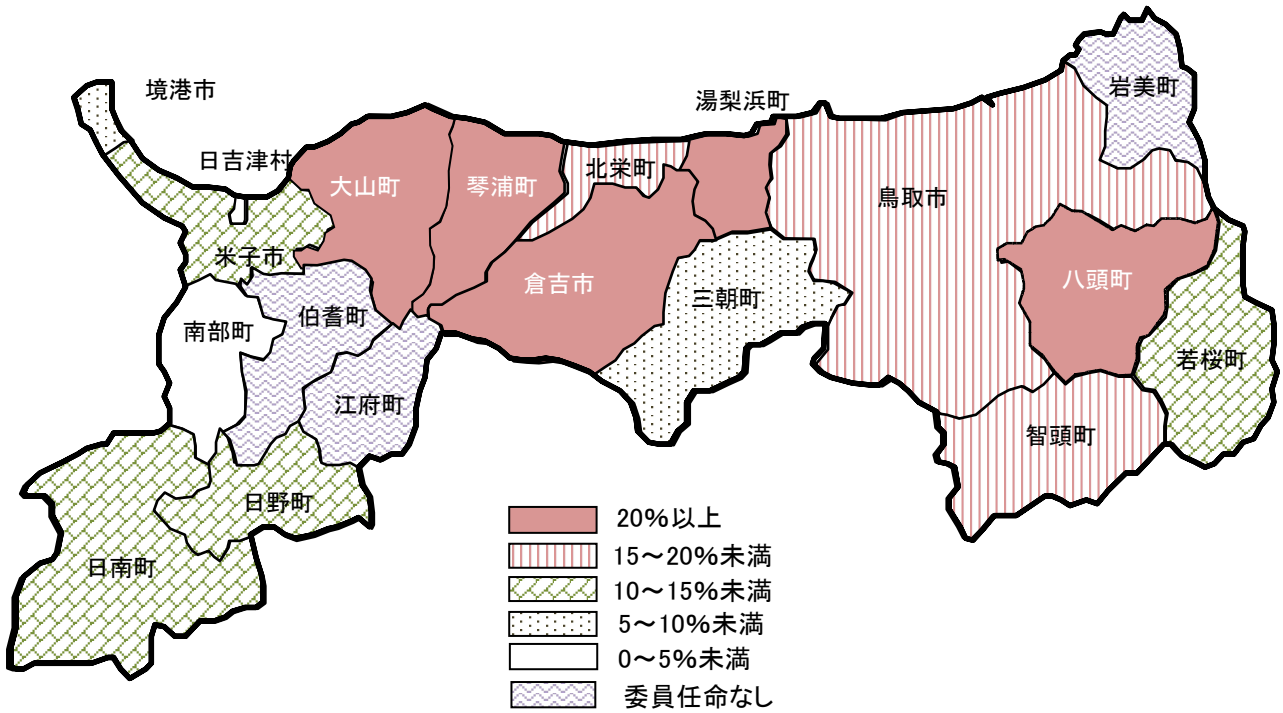 岩美町
境港市
湯梨浜町
日吉津村
北栄町
大山町
琴浦町
鳥取市
米子市
倉吉市
三朝町
八頭町
伯耆町
南部町
若桜町
江府町
智頭町
日野町
日南町
20%以上
15～20%未満
10～15%未満
5～10%未満
0～5%未満
委員任命なし